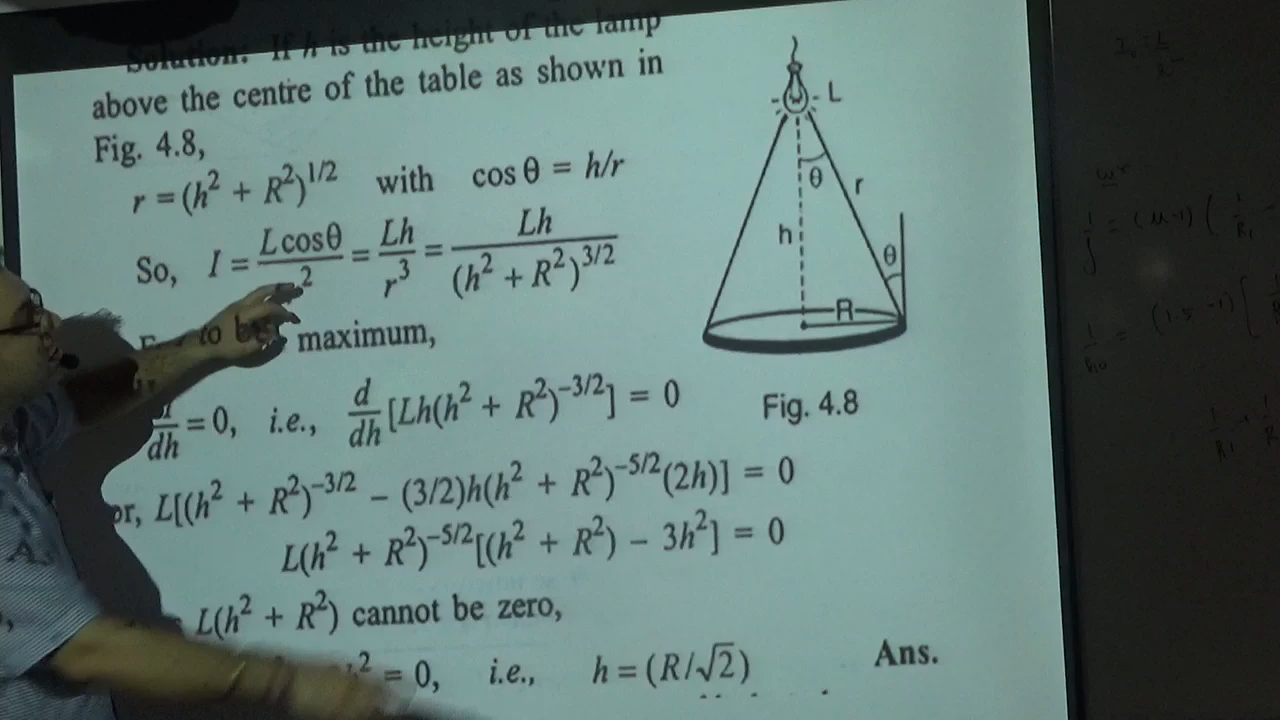 Solution: If h is the height of the lamp
above the centre of the table as shown in
Fig. 4.8,
r = (h² + R²)^1/2 with cos θ = h/r
So, I = L cosθ / r² = Lh / r³ = Lh / (h² + R²)^3/2
to be maximum,
dh = 0, i.e., d/dh [Lh(h² + R²)^-3/2] = 0
or, L[(h² + R²)^-3/2 - (3/2)h(h² + R²)^-5/2(2h)] = 0
L(h² + R²)^-5/2[(h² + R²) - 3h²] = 0
L(h² + R²) cannot be zero,
² = 0, i.e., h = (R/√2) Ans.
L
θ
r
h
θ
R
Fig. 4.8